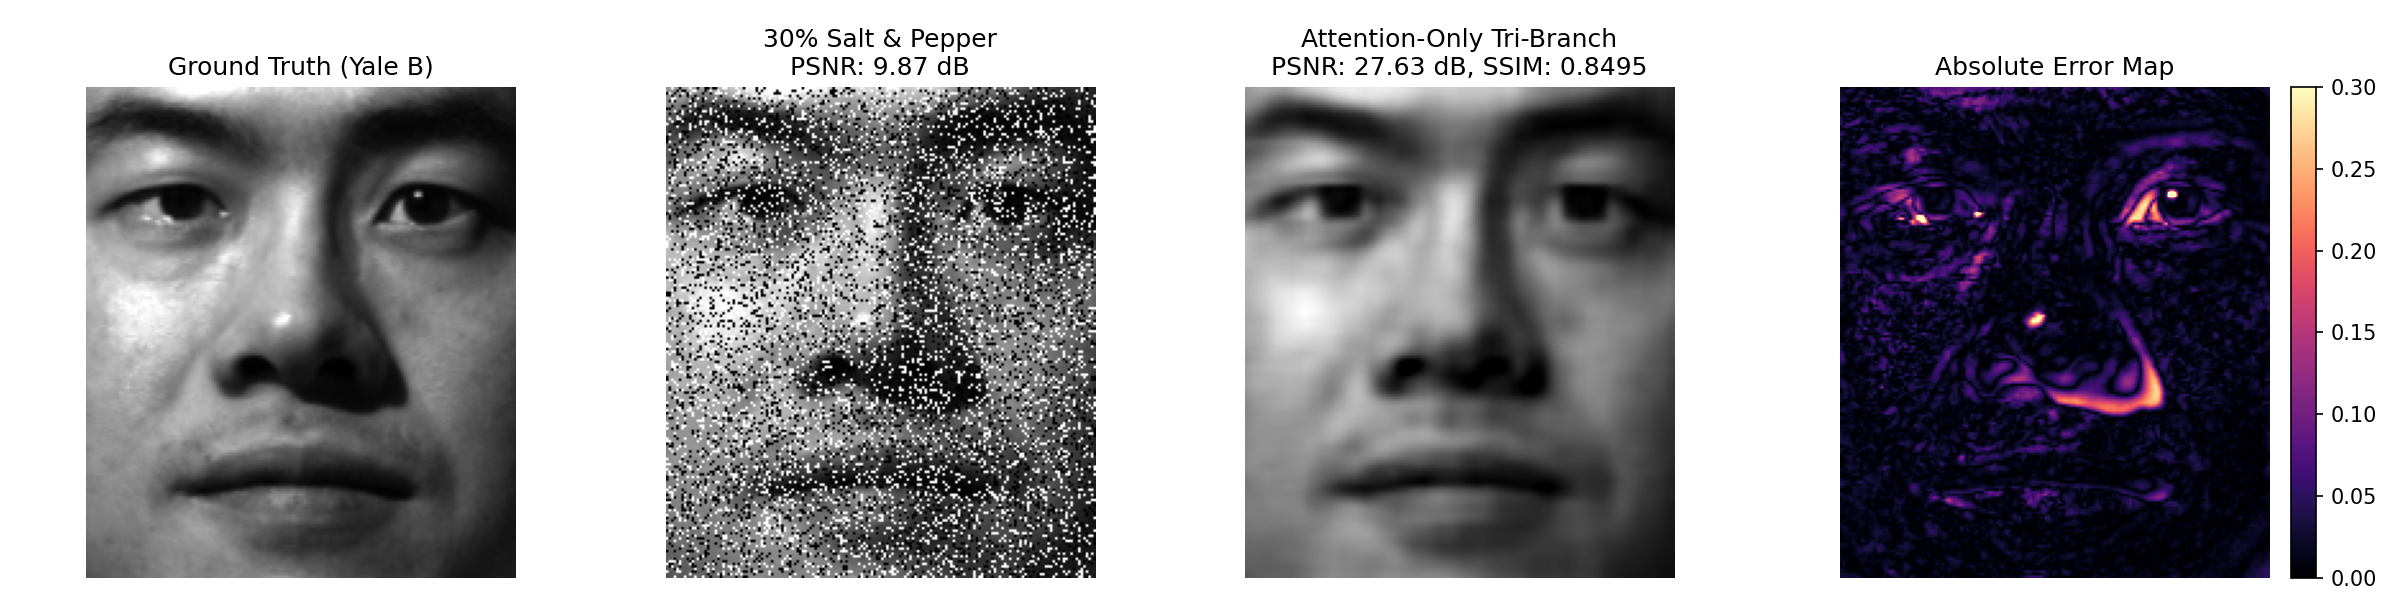 Ground Truth (Yale B)
30% Salt & Pepper
PSNR: 9.87 dB
Attention-Only Tri-Branch
PSNR: 27.63 dB, SSIM: 0.8495
Absolute Error Map
0.30
0.25
0.20
0.15
0.10
0.05
0.00